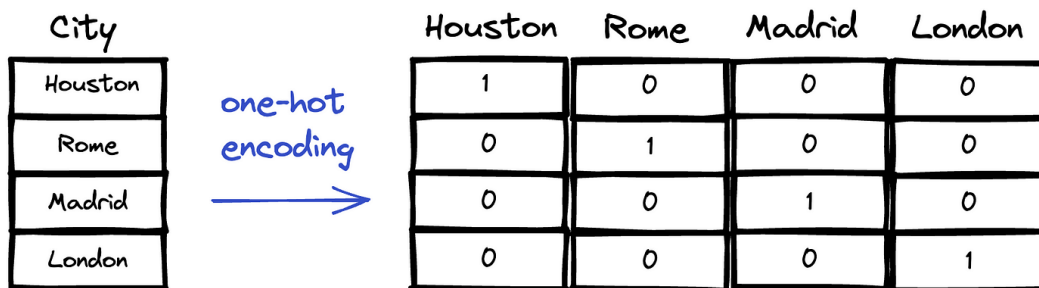 City
Houston
Rome
Madrid
London
one-hot
encoding
Houston Rome Madrid London
1 0 0 0
0 1 0 0
0 0 1 0
0 0 0 1